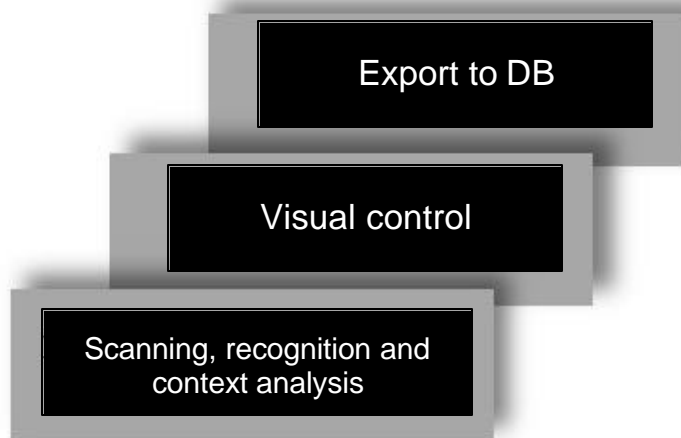 Export to DB
Visual control
Scanning, recognition and
context analysis